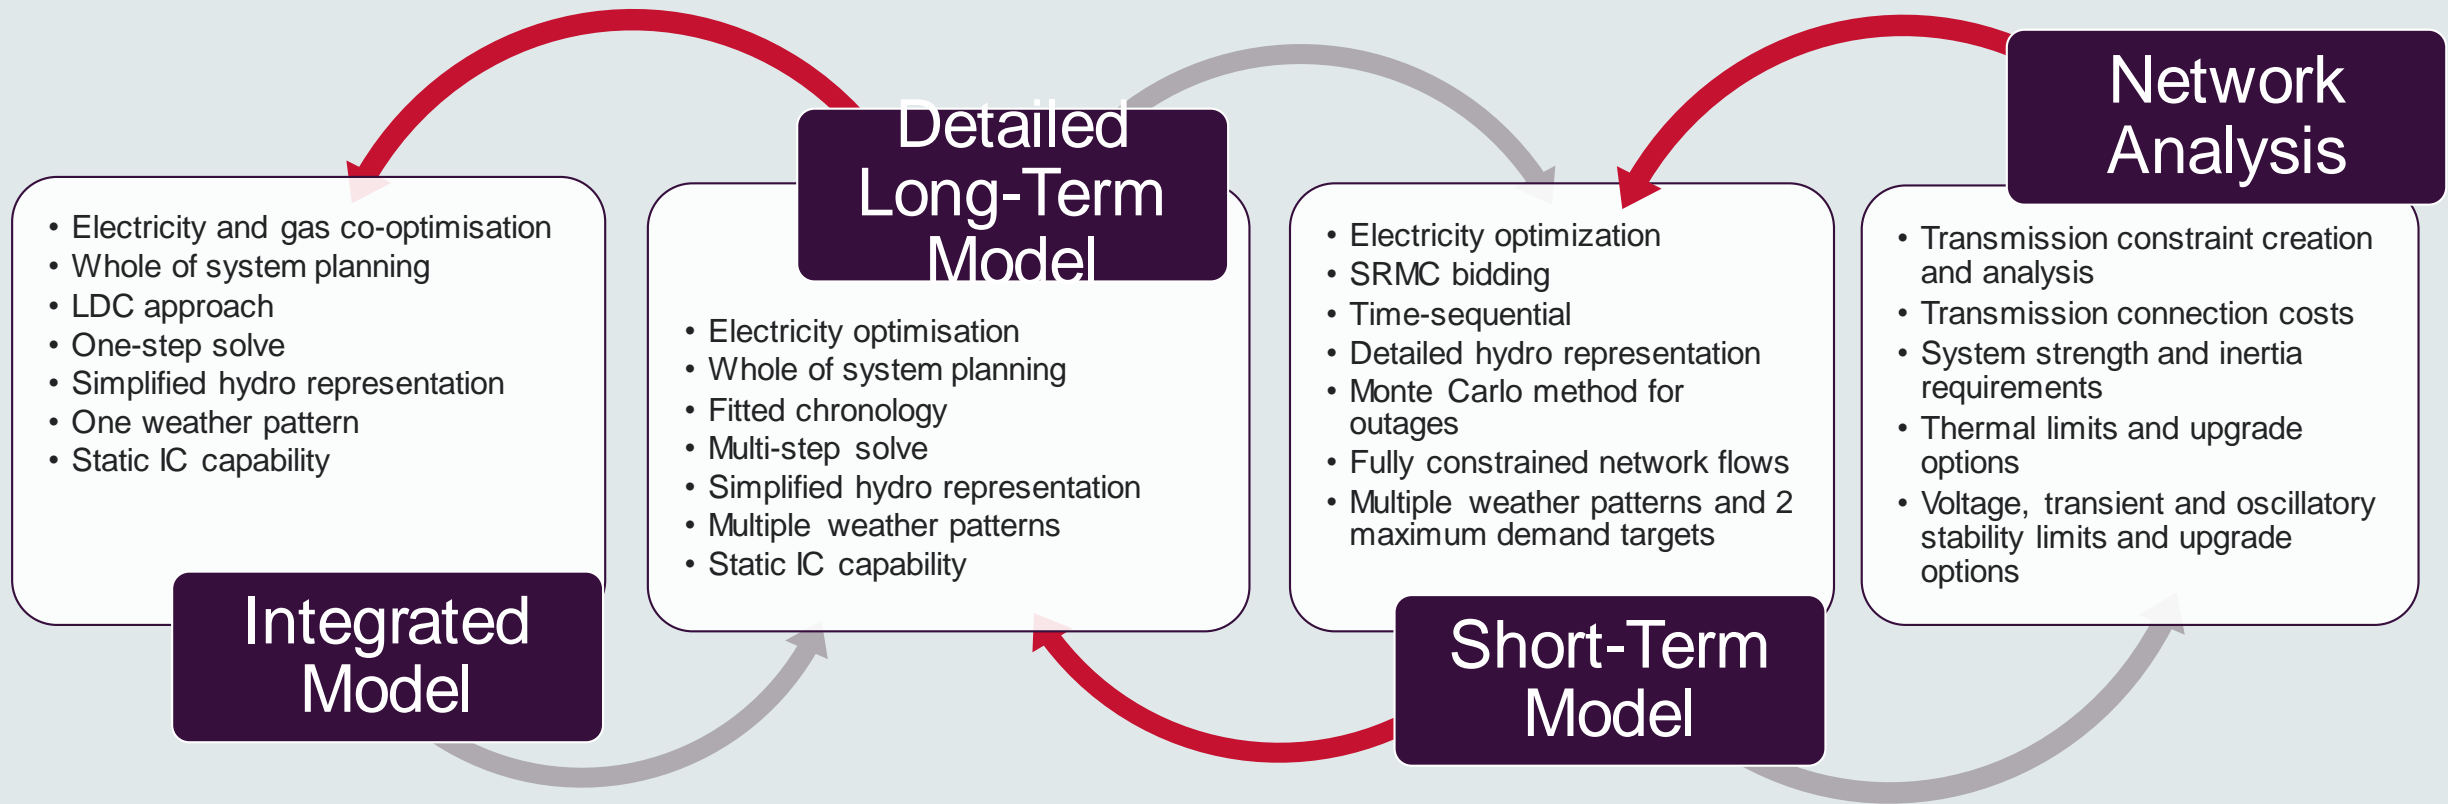 • Electricity and gas co-optimisation
• Whole of system planning
• LDC approach
• One-step solve
• Simplified hydro representation
• One weather pattern
• Static IC capability
Integrated
Model
Detailed
Long-Term
Model
• Electricity optimisation
• Whole of system planning
• Fitted chronology
• Multi-step solve
• Simplified hydro representation
• Multiple weather patterns
• Static IC capability
• Electricity optimization
• SRMC bidding
• Time-sequential
• Detailed hydro representation
• Monte Carlo method for
outages
• Fully constrained network flows
• Multiple weather patterns and 2
maximum demand targets
Short-Term
Model
Network
Analysis
• Transmission constraint creation
and analysis
• Transmission connection costs
• System strength and inertia
requirements
• Thermal limits and upgrade
options
• Voltage, transient and oscillatory
stability limits and upgrade
options